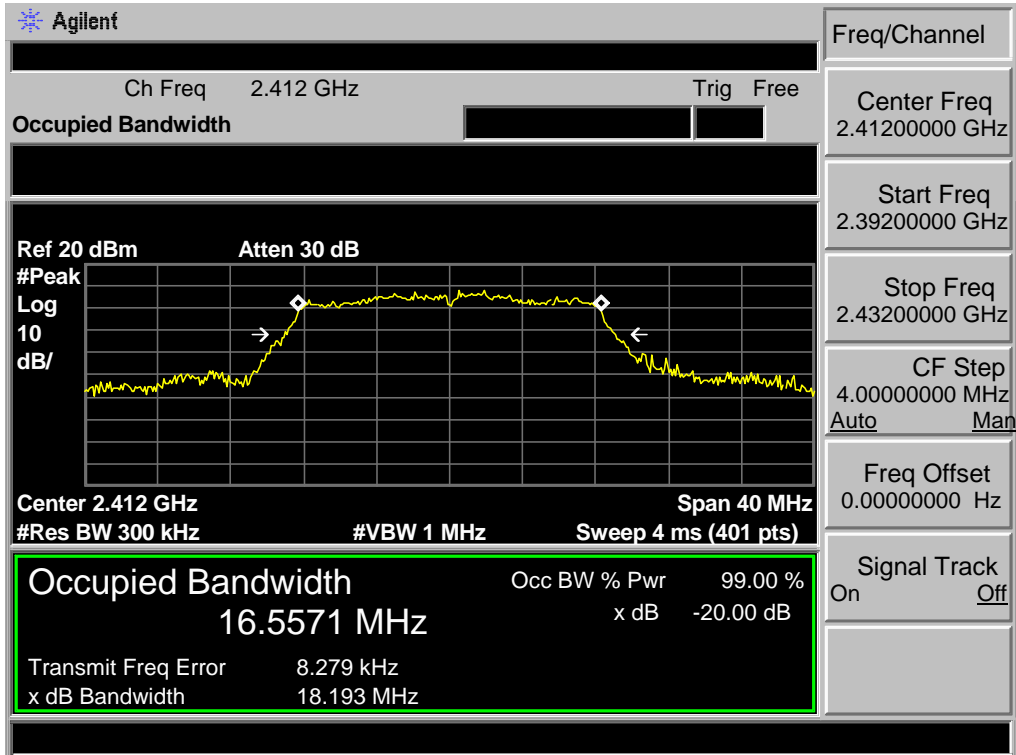 Agilent
Freq/Channel
Ch Freq 2.412 GHz Trig Free
Occupied Bandwidth
Center Freq
2.41200000 GHz
Start Freq
2.39200000 GHz
Stop Freq
2.43200000 GHz
CF Step
4.00000000 MHz
Auto Man
Freq Offset
0.00000000 Hz
Signal Track
On Off
Ref 20 dBm Atten 30 dB
#Peak
Log
10
dB/
Center 2.412 GHz Span 40 MHz
#Res BW 300 kHz #VBW 1 MHz Sweep 4 ms (401 pts)
Occupied Bandwidth Occ BW % Pwr 99.00 %
16.5571 MHz x dB -20.00 dB
Transmit Freq Error 8.279 kHz
x dB Bandwidth 18.193 MHz